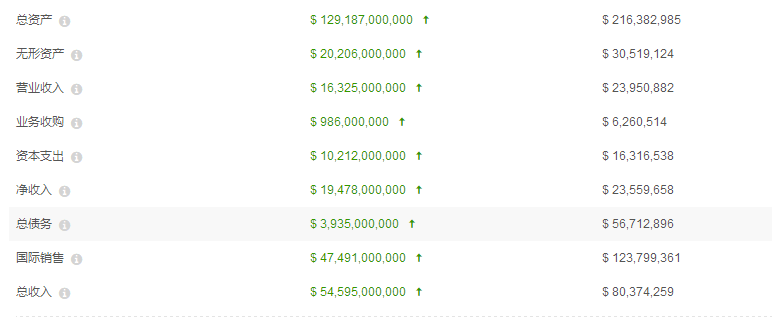 总资产 $ 129,187,000,000 ↑ $ 216,382,985
无形资产 $ 20,206,000,000 ↑ $ 30,519,124
营业收入 $ 16,325,000,000 ↑ $ 23,950,882
业务收购 $ 986,000,000 ↑ $ 6,260,514
资本支出 $ 10,212,000,000 ↑ $ 16,316,538
净收入 $ 19,478,000,000 ↑ $ 23,559,658
总债务 $ 3,935,000,000 ↑ $ 56,712,896
国际销售 $ 47,491,000,000 ↑ $ 123,799,361
总收入 $ 54,595,000,000 ↑ $ 80,374,259